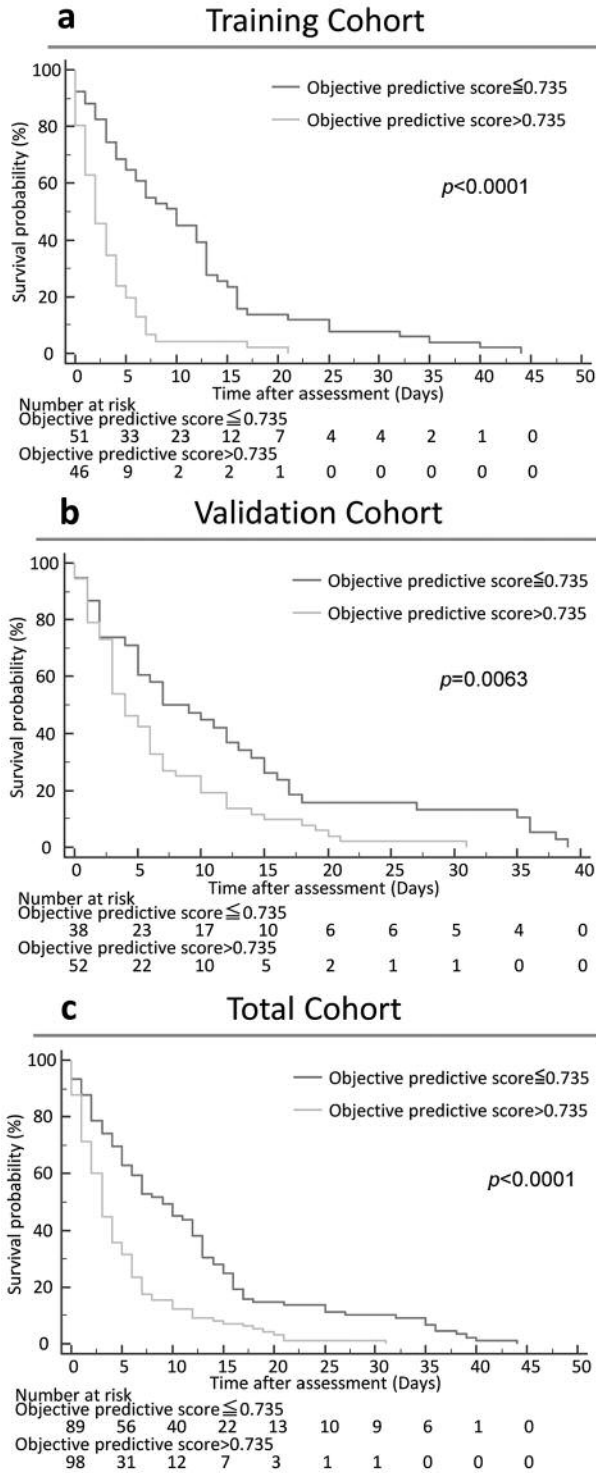 a Training Cohort
100
80
60
40
20
0
Survival probability (%)
Objective predictive score≦0.735
Objective predictive score>0.735
p<0.0001
0 5 10 15 20 25 30 35 40 45 50
Time after assessment (Days)
Number at risk
Objective predictive score≦0.735
51 33 23 12 7 4 4 2 1 0
Objective predictive score>0.735
46 9 2 2 1 0 0 0 0 0
b Validation Cohort
100
80
60
40
20
0
Survival probability (%)
Objective predictive score≦0.735
Objective predictive score>0.735
p=0.0063
0 5 10 15 20 25 30 35 40
Time after assessment (Days)
Number at risk
Objective predictive score≦0.735
38 23 17 10 6 6 5 4 0
Objective predictive score>0.735
52 22 10 5 2 1 1 0 0
c Total Cohort
100
80
60
40
20
0
Survival probability (%)
Objective predictive score≦0.735
Objective predictive score>0.735
p<0.0001
0 5 10 15 20 25 30 35 40 45 50
Time after assessment (Days)
Number at risk
Objective predictive score≦0.735
89 56 40 22 13 10 9 6 1 0
Objective predictive score>0.735
98 31 12 7 3 1 1 0 0 0